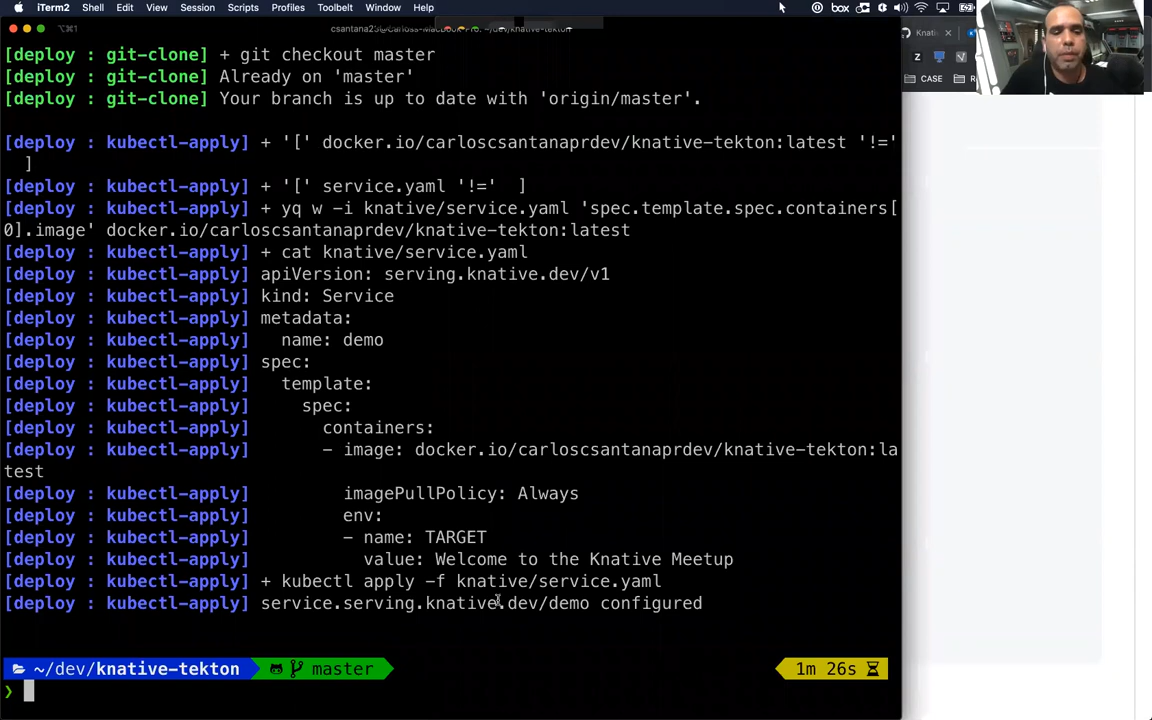 iTerm2 Shell Edit View Session Scripts Profiles Toolbelt Window Help box
⌥⌘1
[deploy : git-clone] + git checkout master
[deploy : git-clone] Already on 'master'
[deploy : git-clone] Your branch is up to date with 'origin/master'.
[deploy : kubectl-apply] + '[' docker.io/carloscsantanaprdev/knative-tekton:latest '!='
]
[deploy : kubectl-apply] + '[' service.yaml '!=' ]
[deploy : kubectl-apply] + yq w -i knative/service.yaml 'spec.template.spec.containers[
0].image' docker.io/carloscsantanaprdev/knative-tekton:latest
[deploy : kubectl-apply] + cat knative/service.yaml
[deploy : kubectl-apply] apiVersion: serving.knative.dev/v1
[deploy : kubectl-apply] kind: Service
[deploy : kubectl-apply] metadata:
[deploy : kubectl-apply] name: demo
[deploy : kubectl-apply] spec:
[deploy : kubectl-apply] template:
[deploy : kubectl-apply] spec:
[deploy : kubectl-apply] containers:
[deploy : kubectl-apply] - image: docker.io/carloscsantanaprdev/knative-tekton:la
test
[deploy : kubectl-apply] imagePullPolicy: Always
[deploy : kubectl-apply] env:
[deploy : kubectl-apply] - name: TARGET
[deploy : kubectl-apply] value: Welcome to the Knative Meetup
[deploy : kubectl-apply] + kubectl apply -f knative/service.yaml
[deploy : kubectl-apply] service.serving.knative.dev/demo configured
~/dev/knative-tekton master 1m 26s
❯
Knati
CASE